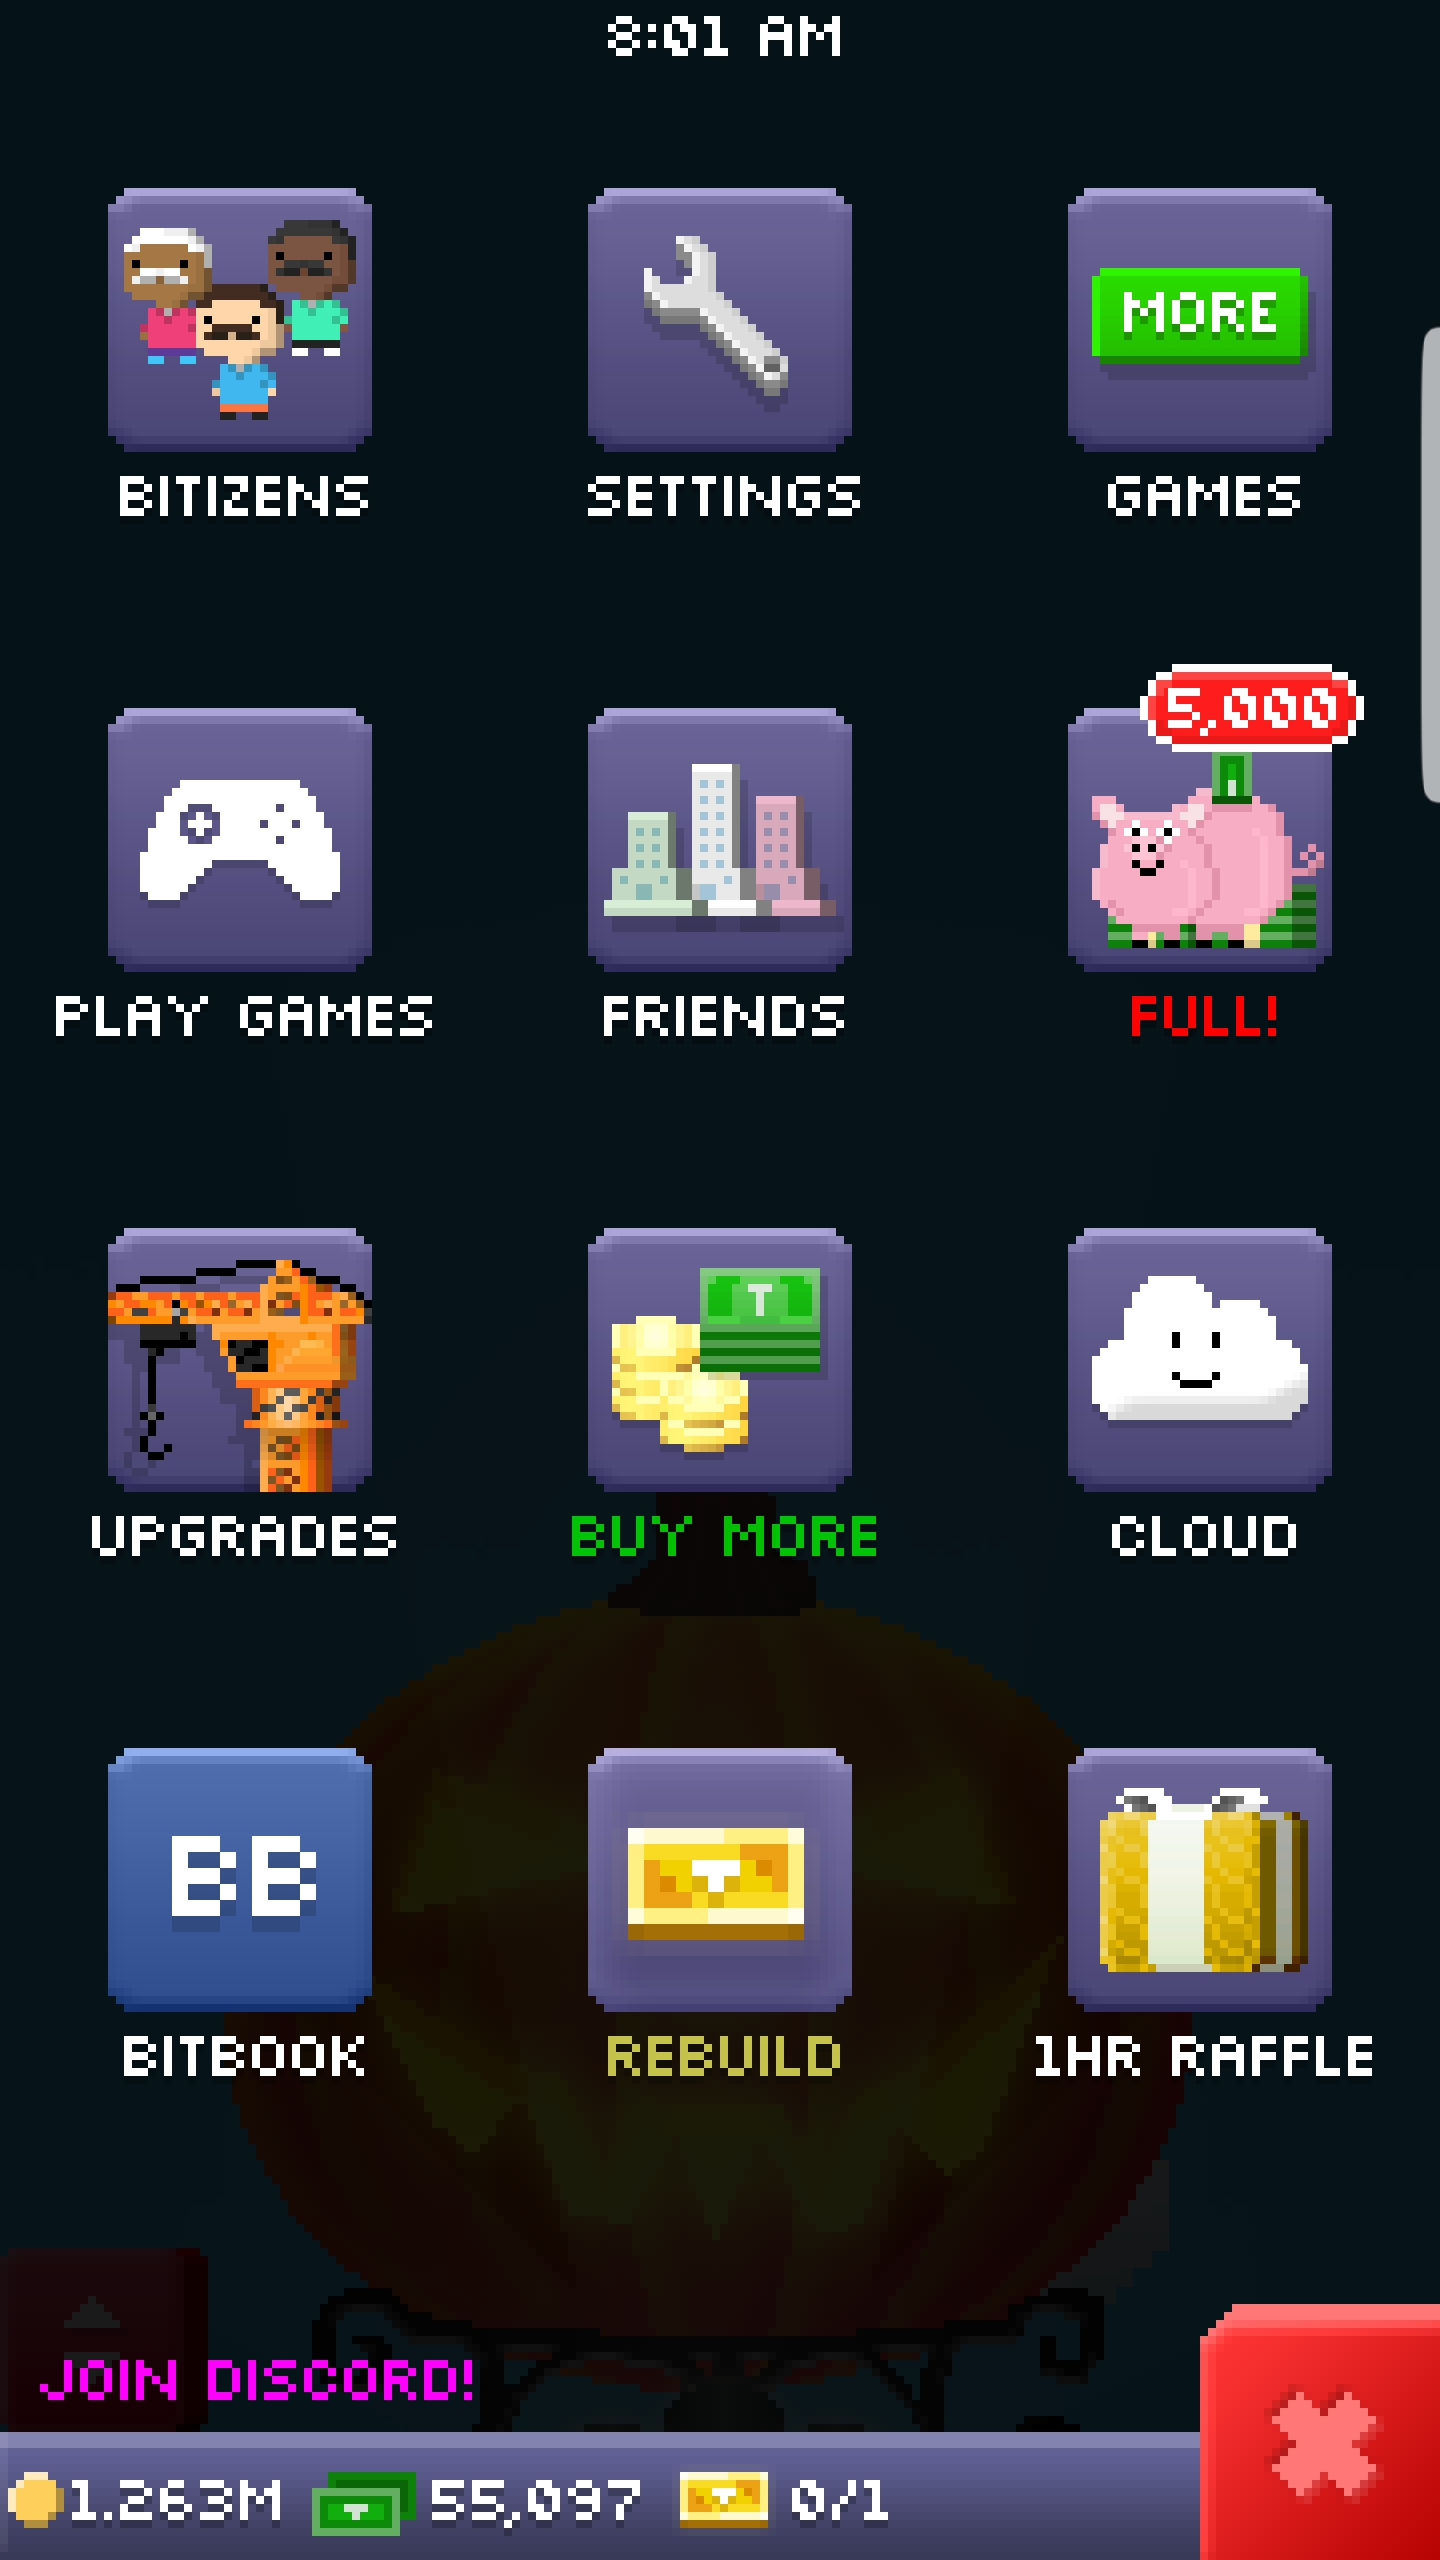 8:01 AM
MORE
BITIZENS
SETTINGS
GAMES
5,000
PLAY GAMES
FRIENDS
FULL!
T
UPGRADES
BUY MORE
CLOUD
BB
BITBOOK
REBUILD
1HR RAFFLE
JOIN DISCORD!
1.263M
55,097
0/1